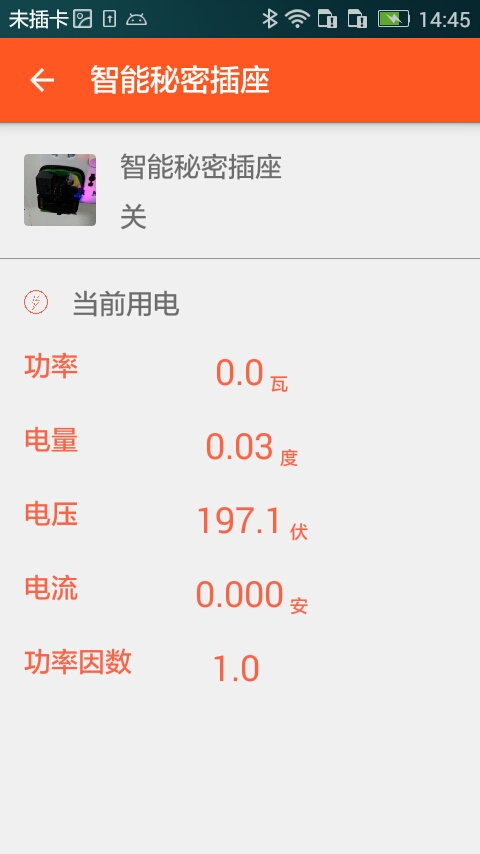 未插卡 14:45
智能秘密插座
智能秘密插座
关
当前用电
功率 0.0 瓦
电量 0.03 度
电压 197.1 伏
电流 0.000 安
功率因数 1.0